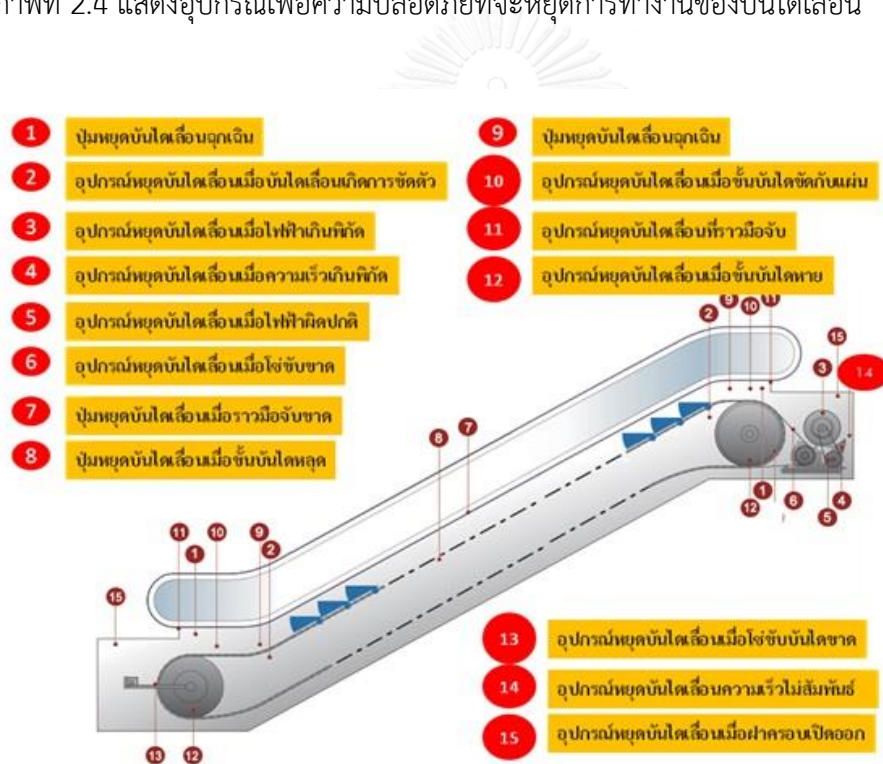 ภาพที่ 2.4 แสดงอุปกรณ์เพื่อความปลอดภัยที่จะหยุดการทำงานของบันไดเลื่อน
1 ปุ่มหยุดบันไดเลื่อนฉุกเฉิน
2 อุปกรณ์หยุดบันไดเลื่อนเมื่อบันไดเลื่อนเกิดการขัดตัว
3 อุปกรณ์หยุดบันไดเลื่อนเมื่อไฟฟ้าเกินพิกัด
4 อุปกรณ์หยุดบันไดเลื่อนเมื่อความเร็วเกินพิกัด
5 อุปกรณ์หยุดบันไดเลื่อนเมื่อไฟฟ้าผิดปกติ
6 อุปกรณ์หยุดบันไดเลื่อนเมื่อโซ่ขับขาด
7 ปุ่มหยุดบันไดเลื่อนเมื่อราวมือจับขาด
8 ปุ่มหยุดบันไดเลื่อนเมื่อขั้นบันไดหลุด
9 ปุ่มหยุดบันไดเลื่อนฉุกเฉิน
10 อุปกรณ์หยุดบันไดเลื่อนเมื่อขั้นบันไดขัดกับแผ่น
11 อุปกรณ์หยุดบันไดเลื่อนที่ราวมือจับ
12 อุปกรณ์หยุดบันไดเลื่อนเมื่อขั้นบันไดหาย
2 9 10 11
15
3 14
8 7
12 1 6 5 4
11 1 10 9 2
15
13 12
13 อุปกรณ์หยุดบันไดเลื่อนเมื่อโซ่ขับบันไดขาด
14 อุปกรณ์หยุดบันไดเลื่อนความเร็วไม่สัมพันธ์
15 อุปกรณ์หยุดบันไดเลื่อนเมื่อฝาครอบเปิดออก